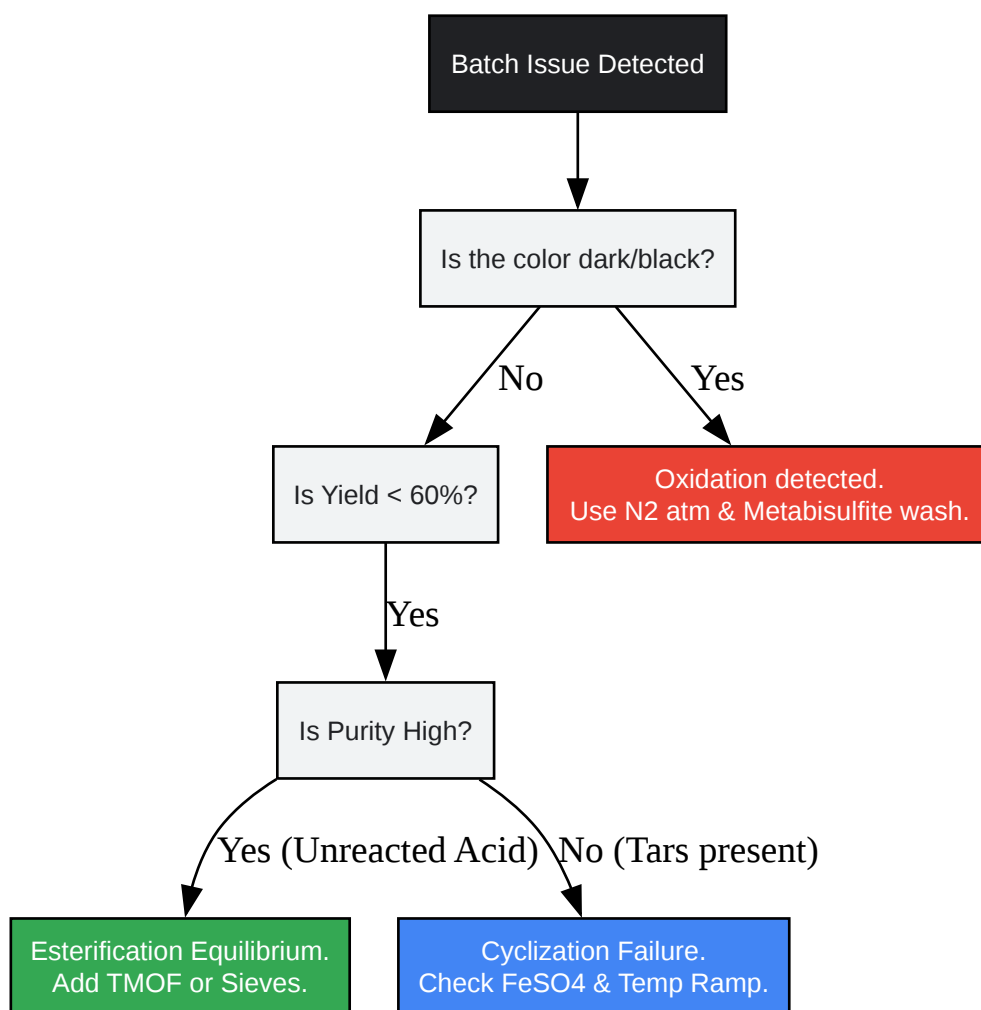 Batch Issue Detected
Is the color dark/black?
No
Yes
Is Yield < 60%?
Oxidation detected.
Use N2 atm & Metabisulfite wash.
Yes
Is Purity High?
Yes (Unreacted Acid)
No (Tars present)
Esterification Equilibrium.
Add TMOF or Sieves.
Cyclization Failure.
Check FeSO4 & Temp Ramp.